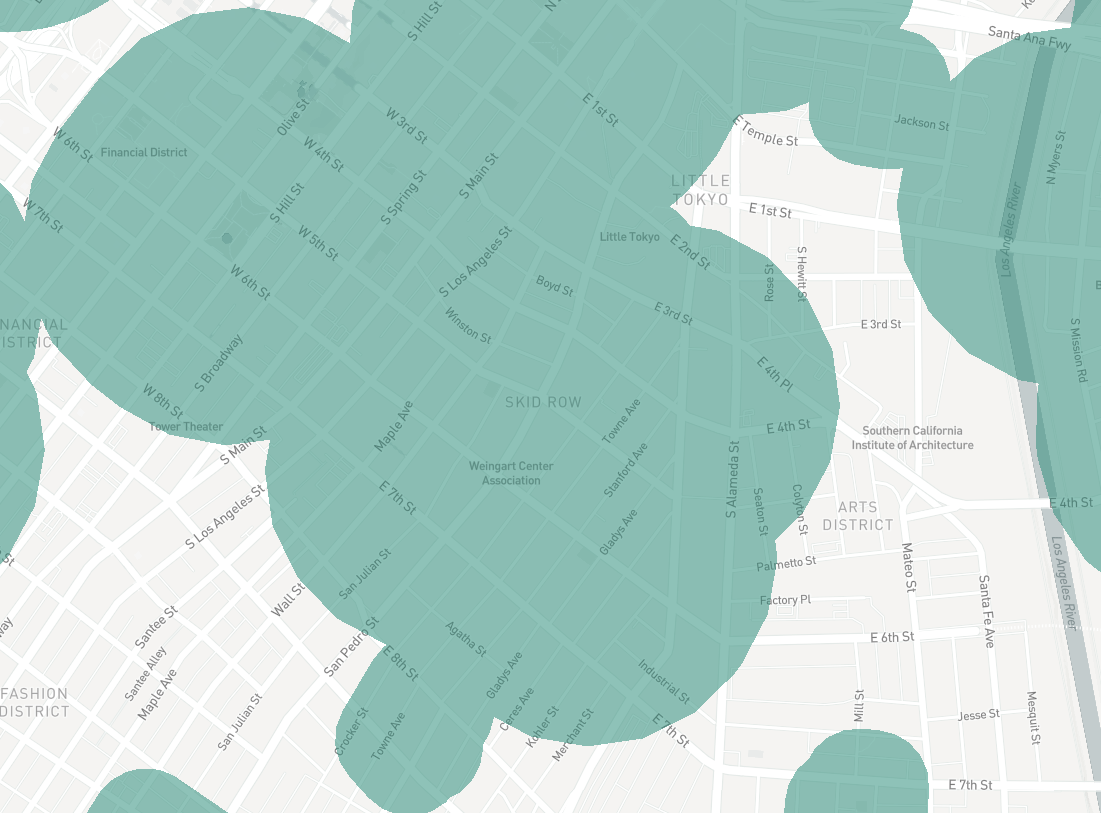 S Hill St
Santa Ana Fwy
Olive St
W 3rd St
E 1st St
E Temple St
Jackson St
W 6th St
Financial District
W 4th St
N Myers St
S Main St
LITTLE
TOKYO
W 7th St
S Hill St
S Spring St
E 1st St
Los Angeles River
W 5th St
Little Tokyo
E 2nd St
S Los Angeles St
W 6th St
Boyd St
Rose St
S Hewitt St
E 3rd St
E 3rd St
Winston St
NANCIAL
ISTRICT
S Broadway
S Mission Rd
E 4th Pl
W 8th St
SKID ROW
Maple Ave
Towne Ave
Tower Theater
E 4th St
Southern California
Institute of Architecture
S Main St
Weingart Center
Association
Stanford Ave
S Alameda St
E 7th St
S Los Angeles St
Seaton St
Colyton St
ARTS
DISTRICT
E 4th St
Gladys Ave
Palmetto St
San Julian St
Mateo St
Los Angeles River
Wall St
Factory Pl
Santa Fe Ave
Santee St
San Pedro St
Agatha St
E 6th St
E 8th St
Santee Alley
Maple Ave
Gladys Ave
Industrial St
FASHION
DISTRICT
San Julian St
Crocker St
Towne Ave
Ceres Ave
Kohler St
Merchant St
E 7th St
Mill St
Jesse St
Mesquit St
E 7th St